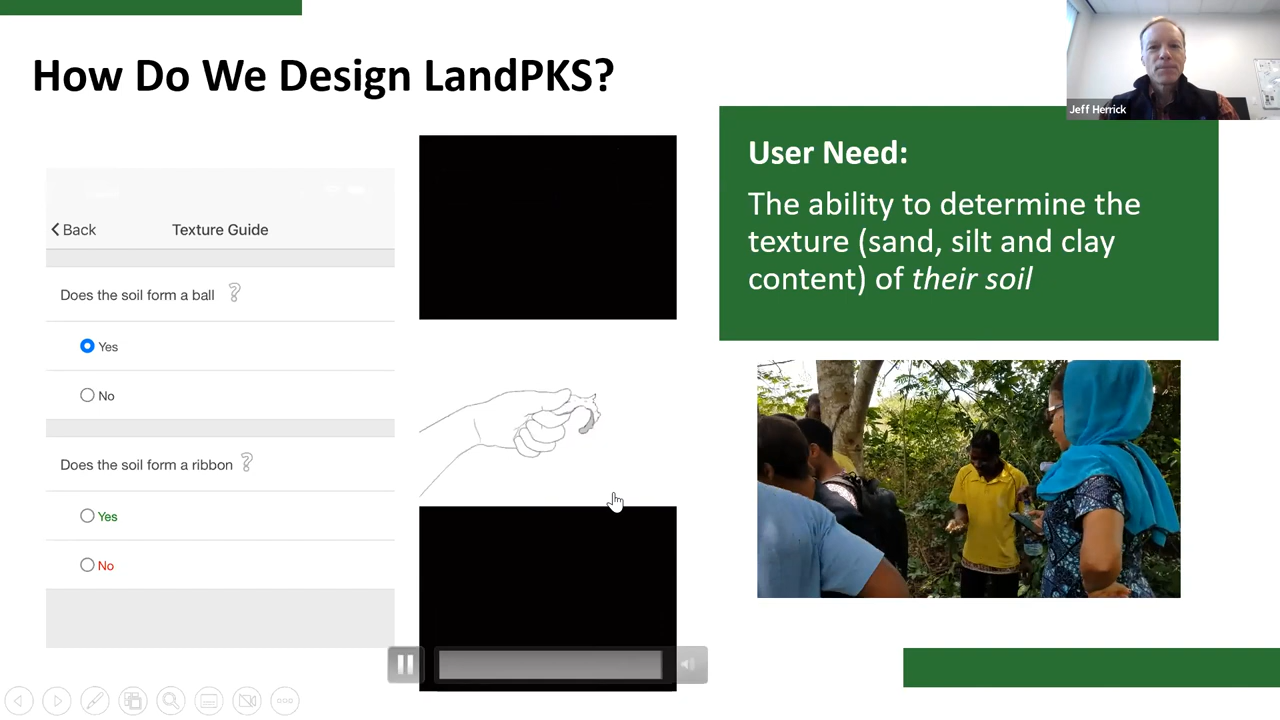 How Do We Design LandPKS?
Jeff Herrick
Back
Texture Guide
Does the soil form a ball
Yes
No
Does the soil form a ribbon
Yes
No
User Need:
The ability to determine the
texture (sand, silt and clay
content) of their soil